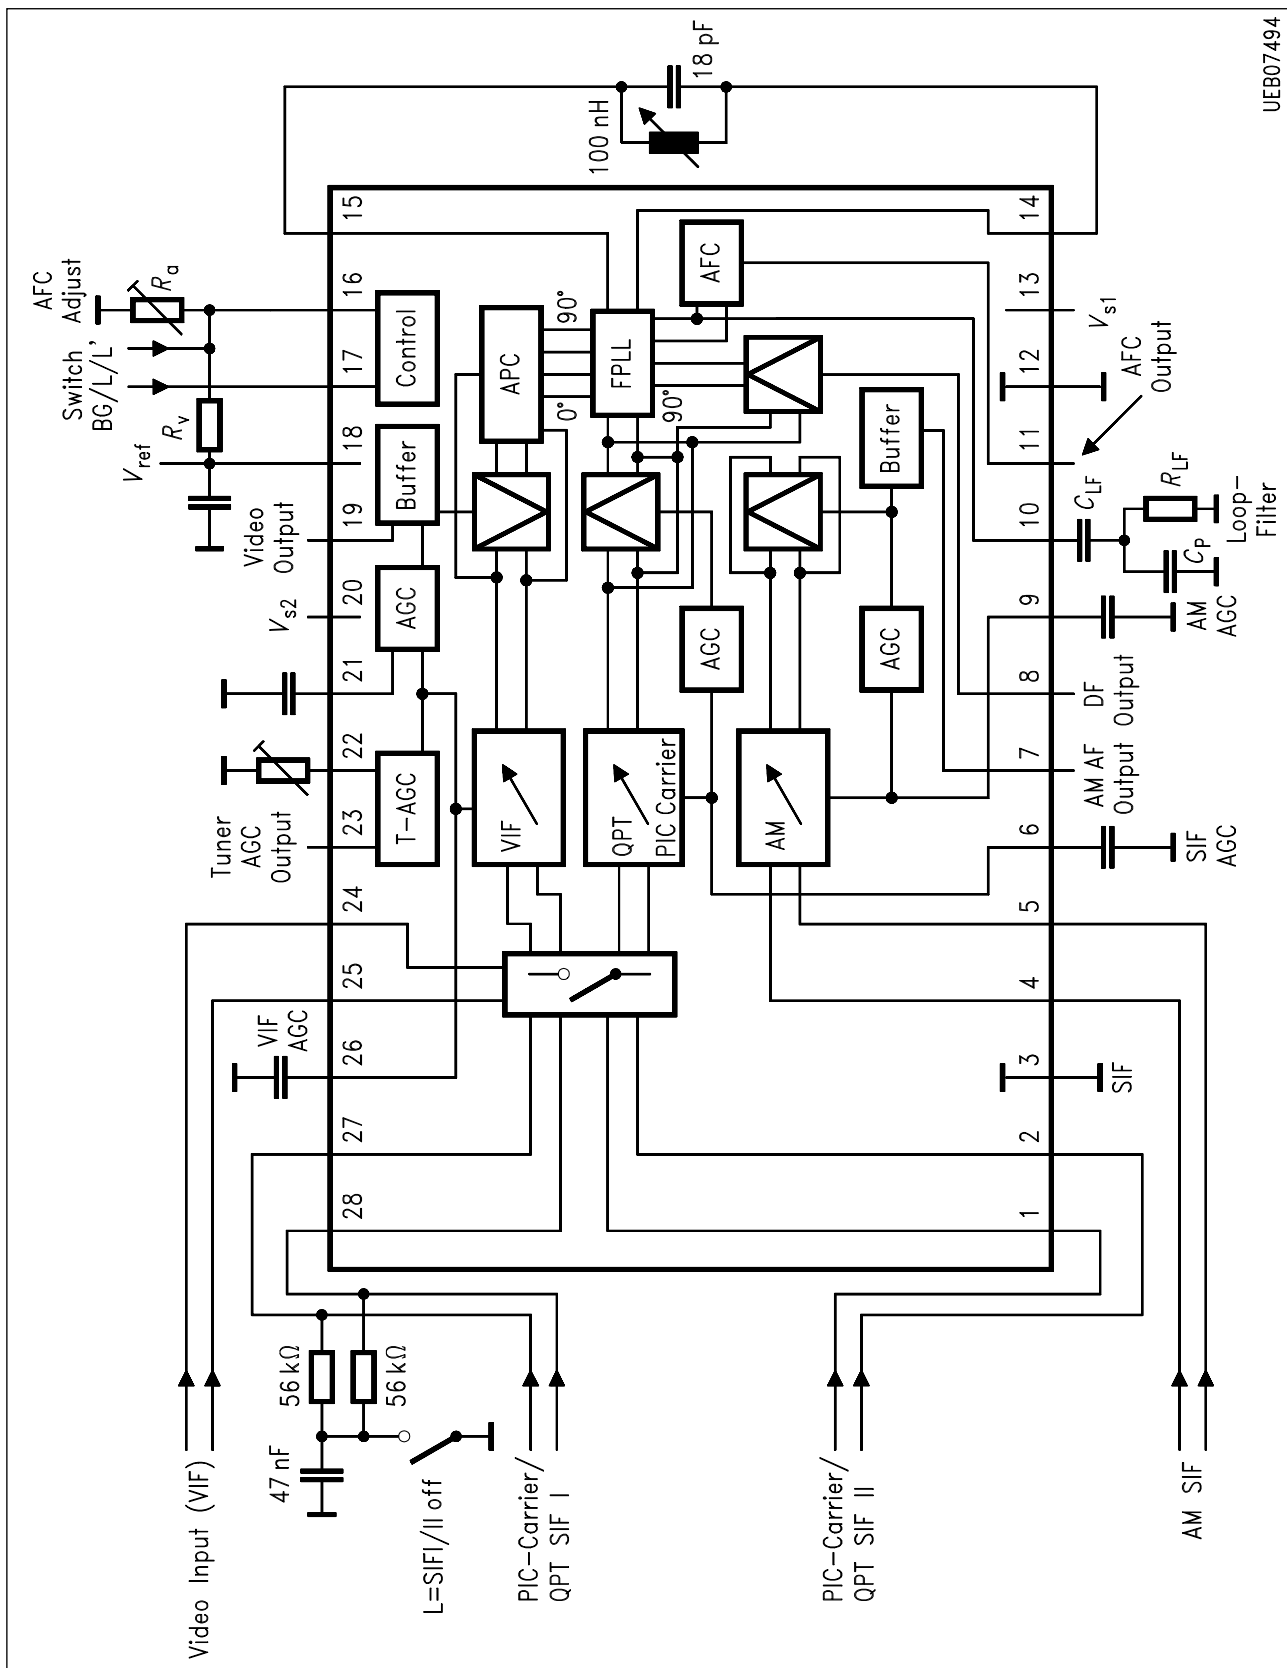 UEB07494
18 pF
100 nH
15
14
AFC
Adjust
Ra
16
13
Vs1
Switch
BG/L/L'
17
Control
APC
90°
0°
FPLL
90°
AFC
12
AFC
Output
Vref
Rv
18
Buffer
Buffer
11
Video
Output
19
10
CLF
RLF
CP
Loop-
Filter
Vs2
20
AGC
AGC
AGC
9
AM
AGC
21
8
DF
Output
22
T-AGC
VIF
QPT
PIC Carrier
AM
7
AM AF
Output
Tuner
AGC
Output
23
6
SIF
AGC
24
5
25
4
VIF
AGC
26
3
SIF
27
2
28
1
56 kΩ
56 kΩ
47 nF
L=SIFI/II off
Video Input (VIF)
PIC-Carrier/
QPT SIF I
PIC-Carrier/
QPT SIF II
AM SIF